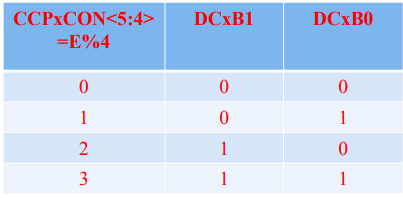 CCPxCON<5:4> DCxB1 DCxB0
=E%4
0 0 0
1 0 1
2 1 0
3 1 1